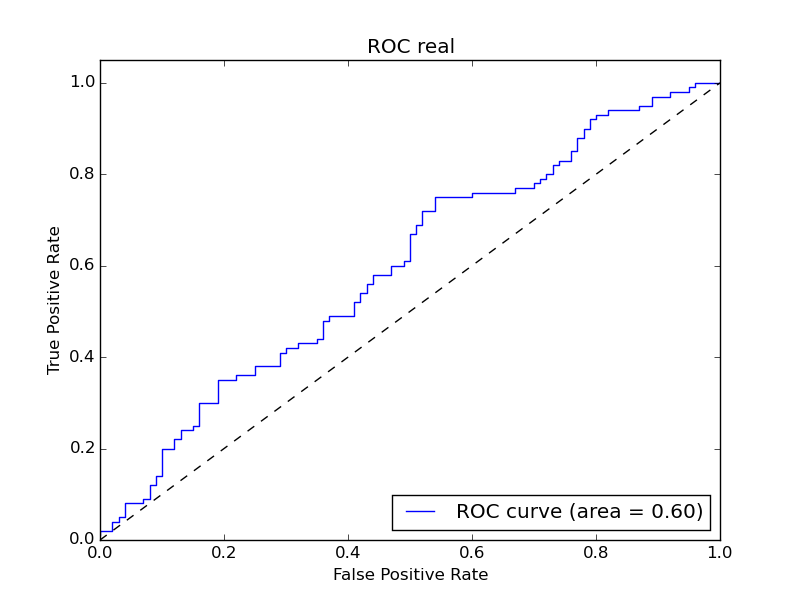 ROC real
True Positive Rate
1.0
0.8
0.6
0.4
0.2
0.0
ROC curve (area = 0.60)
0.0 0.2 0.4 0.6 0.8 1.0
False Positive Rate